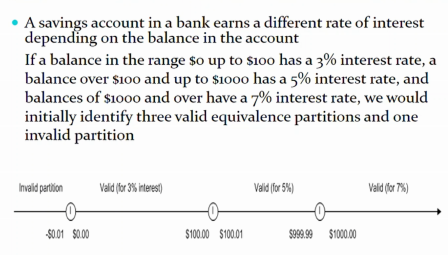 A savings account in a bank earns a different rate of interest
depending on the balance in the account
If a balance in the range $0 up to $100 has a 3% interest rate, a
balance over $100 and up to $1000 has a 5% interest rate, and
balances of $1000 and over have a 7% interest rate, we would
initially identify three valid equivalence partitions and one
invalid partition
Invalid partition Valid (for 3% interest) Valid (for 5%) Valid (for 7%)
-$0.01 $0.00 $100.00 $100.01 $999.99 $1000.00